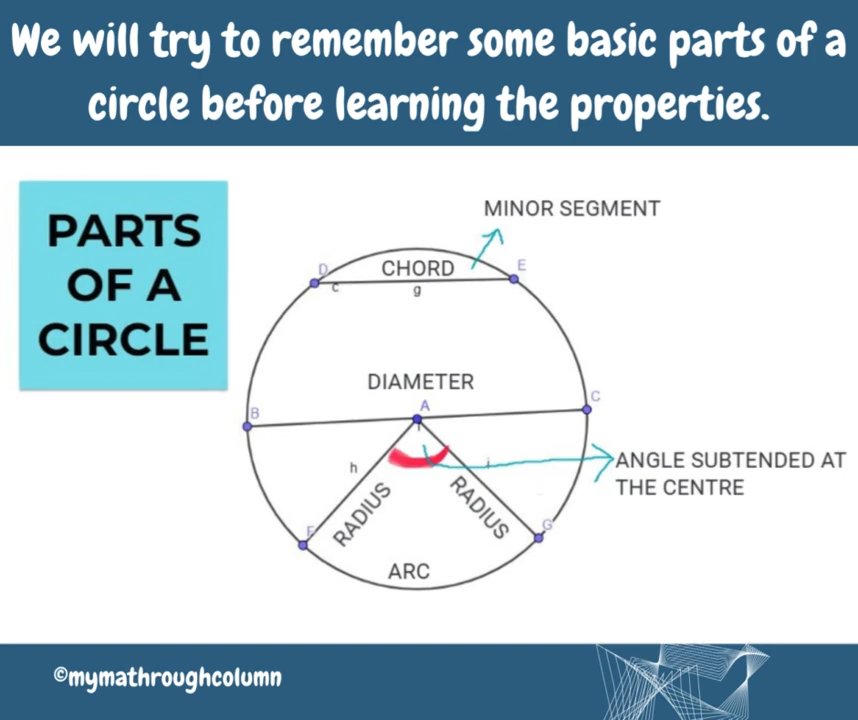 We will try to remember some basic parts of a
circle before learning the properties.
PARTS
OF A
CIRCLE
MINOR SEGMENT
D
CHORD
E
c
g
DIAMETER
B
A
C
h
i
ANGLE SUBTENDED AT
THE CENTRE
RADIUS
RADIUS
F
G
ARC
©mymathroughcolumn